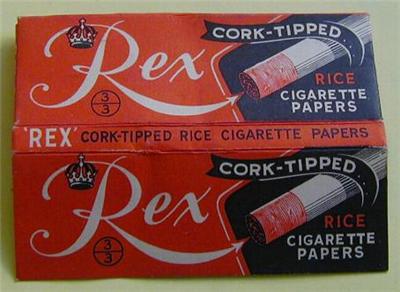 Rex
3
3
CORK-TIPPED
RICE
CIGARETTE
PAPERS
'REX' CORK-TIPPED RICE CIGARETTE PAPERS
Rex
3
3
CORK-TIPPED
RICE
CIGARETTE
PAPERS